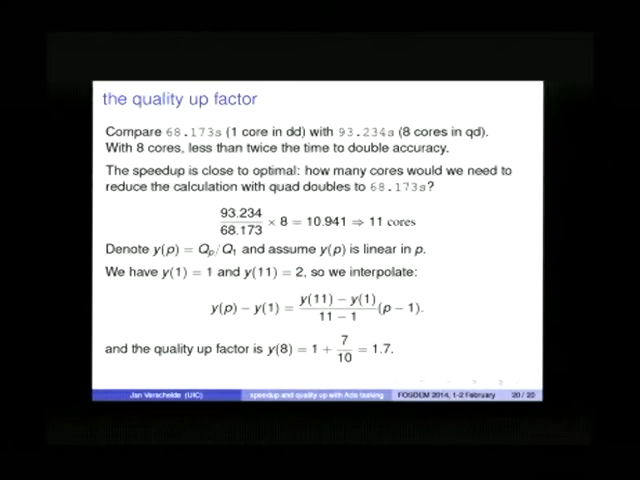 the quality up factor
Compare 68.173s (1 core in dd) with 93.234s (8 cores in qd).
With 8 cores, less than twice the time to double accuracy.
The speedup is close to optimal: how many cores would we need to
reduce the calculation with quad doubles to 68.173s?
93.234/68.173 × 8 = 10.941 ⇒ 11 cores
Denote y(p) = Qp/Q1 and assume y(p) is linear in p.
We have y(1) = 1 and y(11) = 2, so we interpolate:
y(p) − y(1) = (y(11) − y(1))/(11 − 1) (p − 1).
and the quality up factor is y(8) = 1 + 7/10 = 1.7.
Jan Verschelde (UIC) speedup and quality up with Ada tasking FOSDEM 2014, 1-2 February 20 / 20